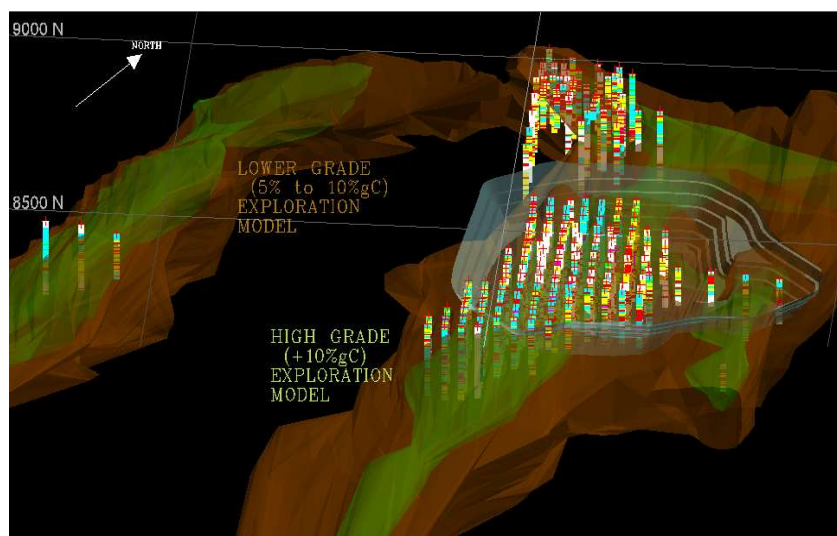 9000 N
NORTH
LOWER GRADE
(5% to 10%gC)
EXPLORATION
MODEL
8500 N
HIGH GRADE
(+10%gC)
EXPLORATION
MODEL